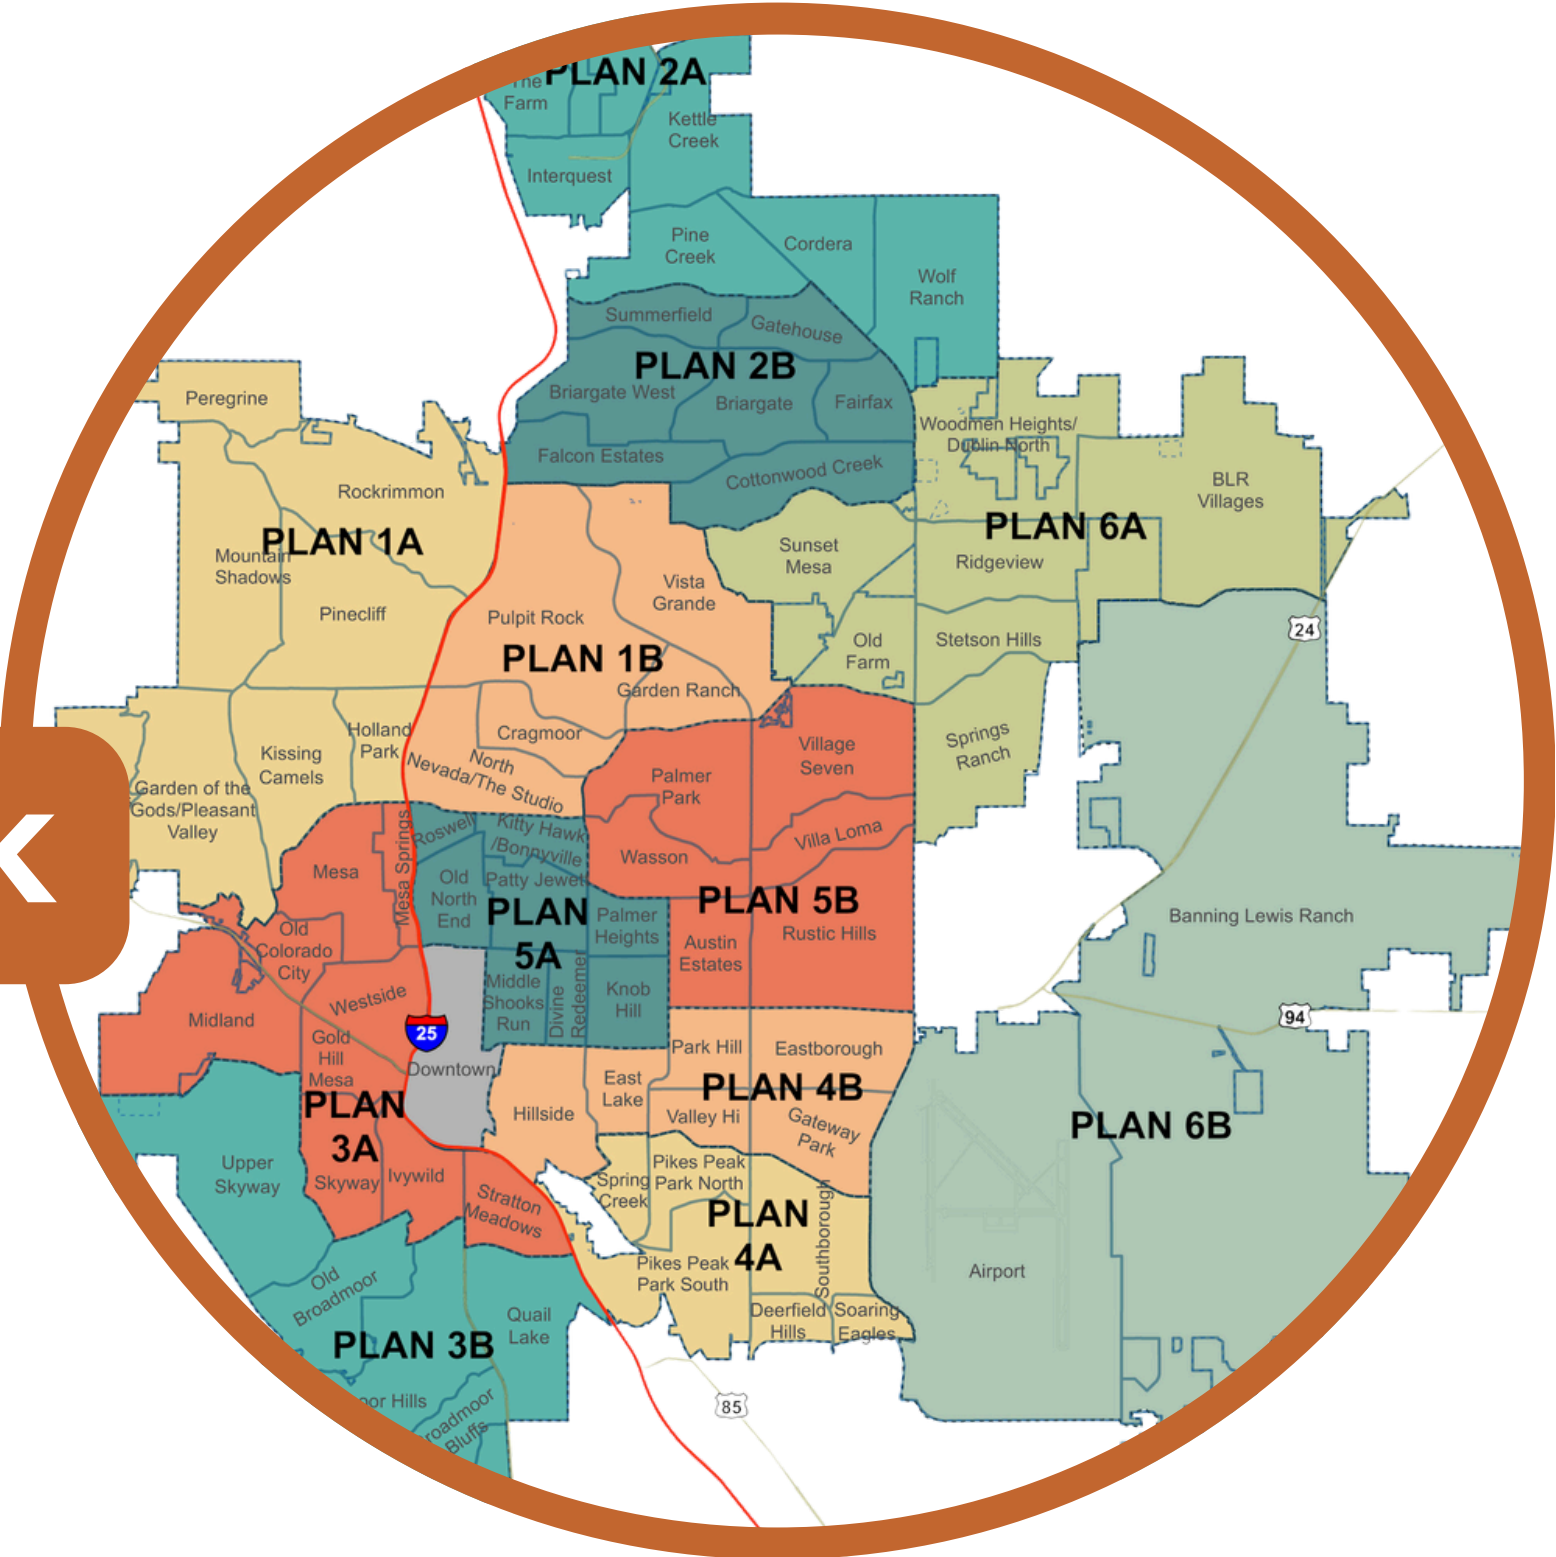 PLAN 2A
The
Farm
Kettle
Creek
Interquest
Pine
Creek
Cordera
Wolf
Ranch
Summerfield
Gatehouse
PLAN 2B
Briargate West
Briargate
Fairfax
Falcon Estates
Cottonwood Creek
Peregrine
Rockrimmon
PLAN 1A
Mountain
Shadows
Pinecliff
Woodmen Heights/
Dublin North
BLR
Villages
PLAN 6A
Sunset
Mesa
Ridgeview
Old
Farm
Stetson Hills
Springs
Ranch
24
Vista
Grande
Pulpit Rock
PLAN 1B
Garden Ranch
Cragmoor
North
Nevada/The Studio
Holland
Park
Kissing
Camels
Garden of the
Gods/Pleasant
Valley
Palmer
Park
Village
Seven
Wasson
Villa Loma
PLAN 5B
Austin
Estates
Rustic Hills
Mesa
Mesa Springs
Roswell
Kitty Hawk
/Bonnyville
Old
North
End
Patty Jewet
PLAN
5A
Palmer
Heights
Middle
Shooks
Run
Divine
Redeemer
Knob
Hill
Old
Colorado
City
Westside
Midland
Gold
Hill
Mesa
25
Downtown
PLAN
3A
Skyway
Ivywild
Stratton
Meadows
Upper
Skyway
Old
Broadmoor
PLAN 3B
Quail
Lake
oor Hills
roadmoor
Bluffs
Hillside
East
Lake
Park Hill
Eastborough
PLAN 4B
Valley Hi
Gateway
Park
Spring
Creek
Pikes Peak
Park North
PLAN
4A
Southborough
Pikes Peak
Park South
Deerfield
Hills
Soaring
Eagles
85
Banning Lewis Ranch
94
PLAN 6B
Airport